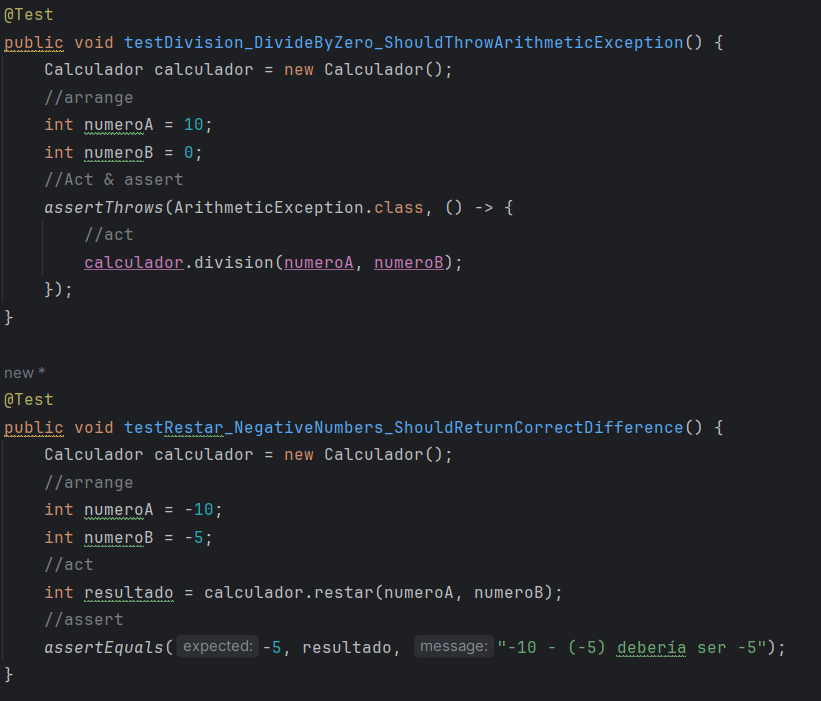 @Test
public void testDivision_DivideByZero_ShouldThrowArithmeticException() {
    Calculador calculador = new Calculador();
    //arrange
    int numeroA = 10;
    int numeroB = 0;
    //Act & assert
    assertThrows(ArithmeticException.class, () -> {
        //act
        calculador.division(numeroA, numeroB);
    });
}
new *
@Test
public void testRestar_NegativeNumbers_ShouldReturnCorrectDifference() {
    Calculador calculador = new Calculador();
    //arrange
    int numeroA = -10;
    int numeroB = -5;
    //act
    int resultado = calculador.restar(numeroA, numeroB);
    //assert
    assertEquals( expected: -5, resultado, message: "-10 - (-5) debería ser -5");
}